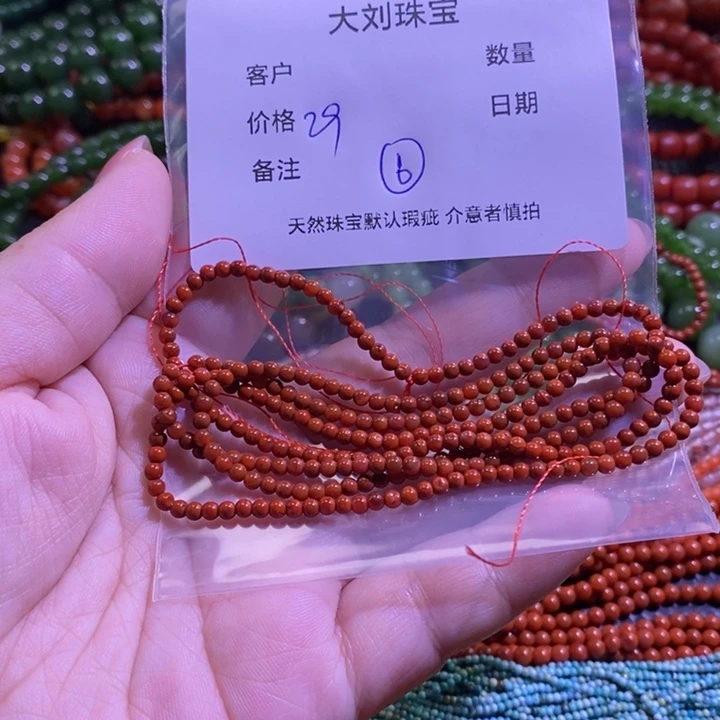 大刘珠宝
客户 数量
价格 29 日期
备注 6
天然珠宝默认瑕疵 介意者慎拍